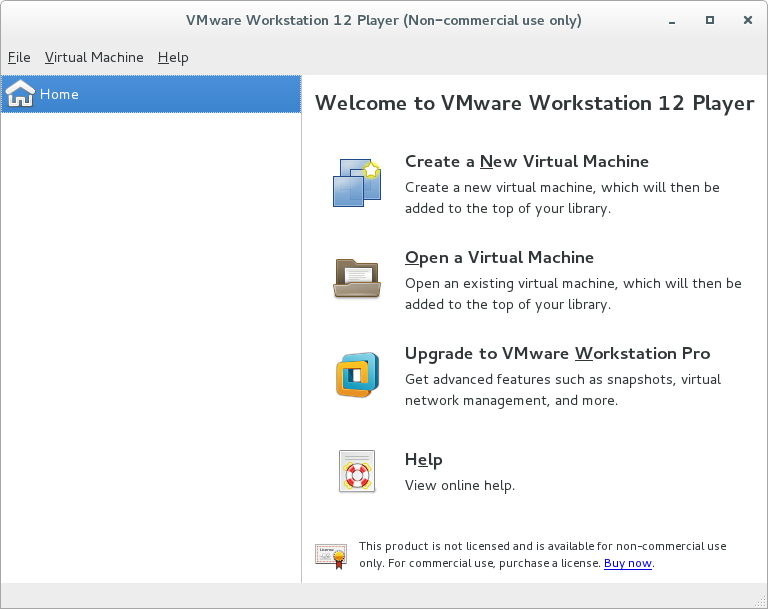 VMware Workstation 12 Player (Non-commercial use only)
File Virtual Machine Help
Home
Welcome to VMware Workstation 12 Player
Create a New Virtual Machine
Create a new virtual machine, which will then be
added to the top of your library.
Open a Virtual Machine
Open an existing virtual machine, which will then be
added to the top of your library.
Upgrade to VMware Workstation Pro
Get advanced features such as snapshots, virtual
network management, and more.
Help
View online help.
This product is not licensed and is available for non-commercial use
only. For commercial use, purchase a license. Buy now.